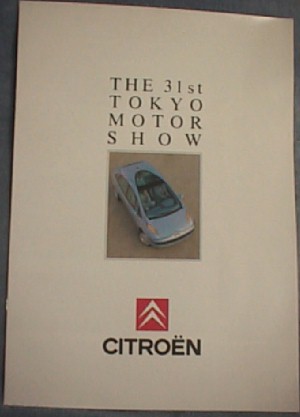 THE 31st
TOKYO
MOTOR
SHOW
CITROËN